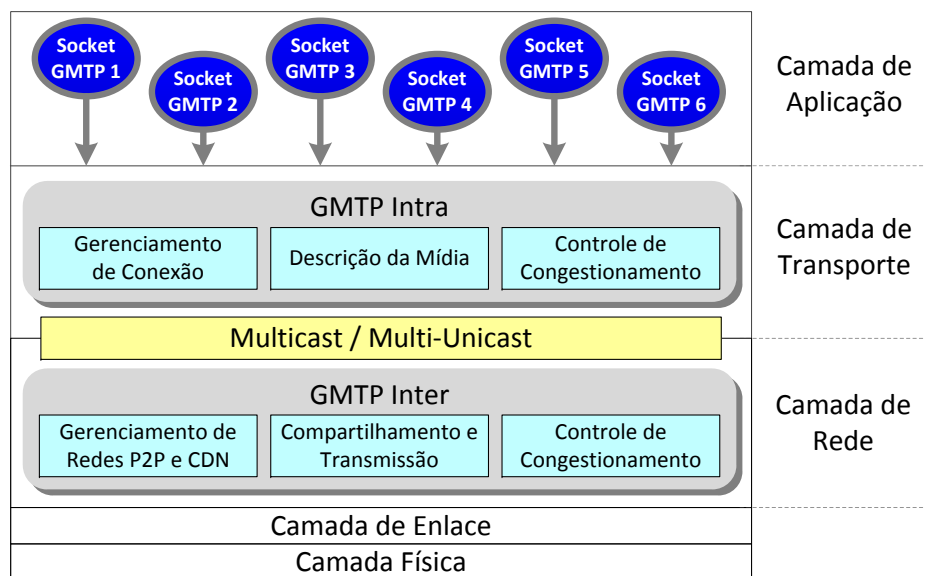 Socket
GMTP 1
Socket
GMTP 2
Socket
GMTP 3
Socket
GMTP 4
Socket
GMTP 5
Socket
GMTP 6
Camada de
Aplicação
GMTP Intra
Gerenciamento
de Conexão
Descrição da Mídia
Controle de
Congestionamento
Camada de
Transporte
Multicast / Multi-Unicast
GMTP Inter
Gerenciamento de
Redes P2P e CDN
Compartilhamento e
Transmissão
Controle de
Congestionamento
Camada de
Rede
Camada de Enlace
Camada Física